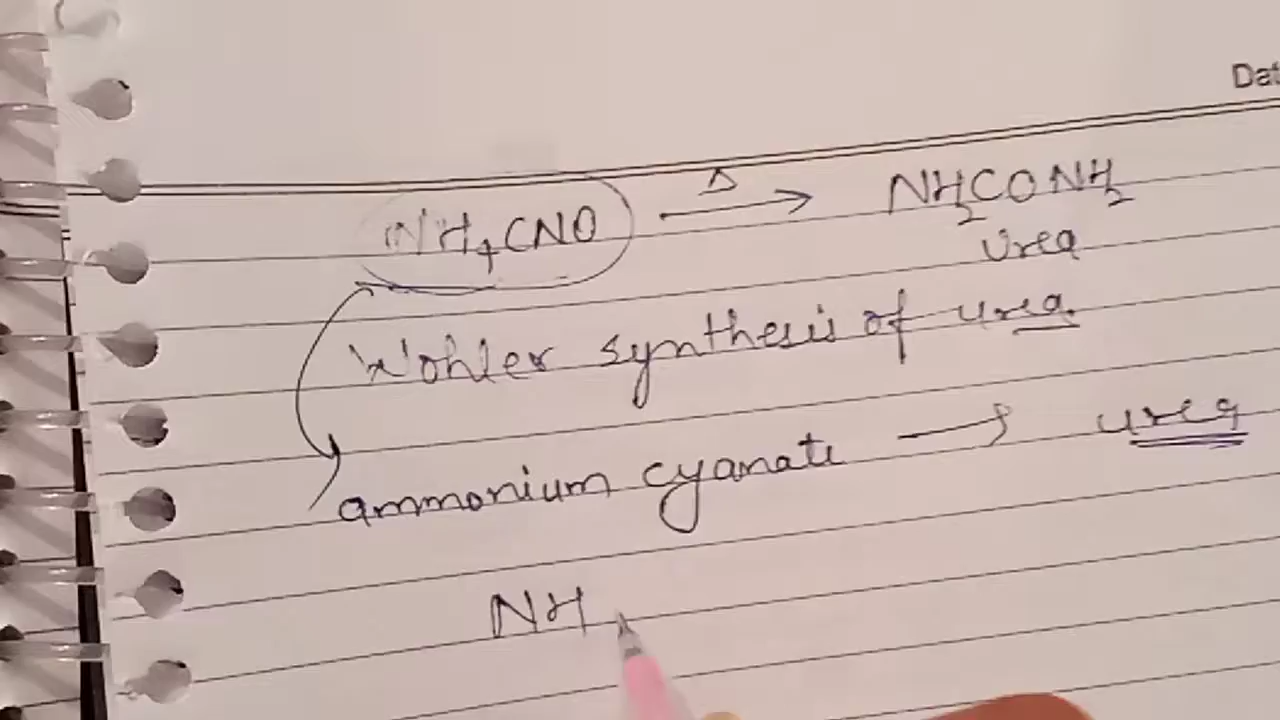 Dat
NH₄CNO —Δ→ NH₂CONH₂
Urea
Wohler synthesis of urea
ammonium cyanate → urea
NH